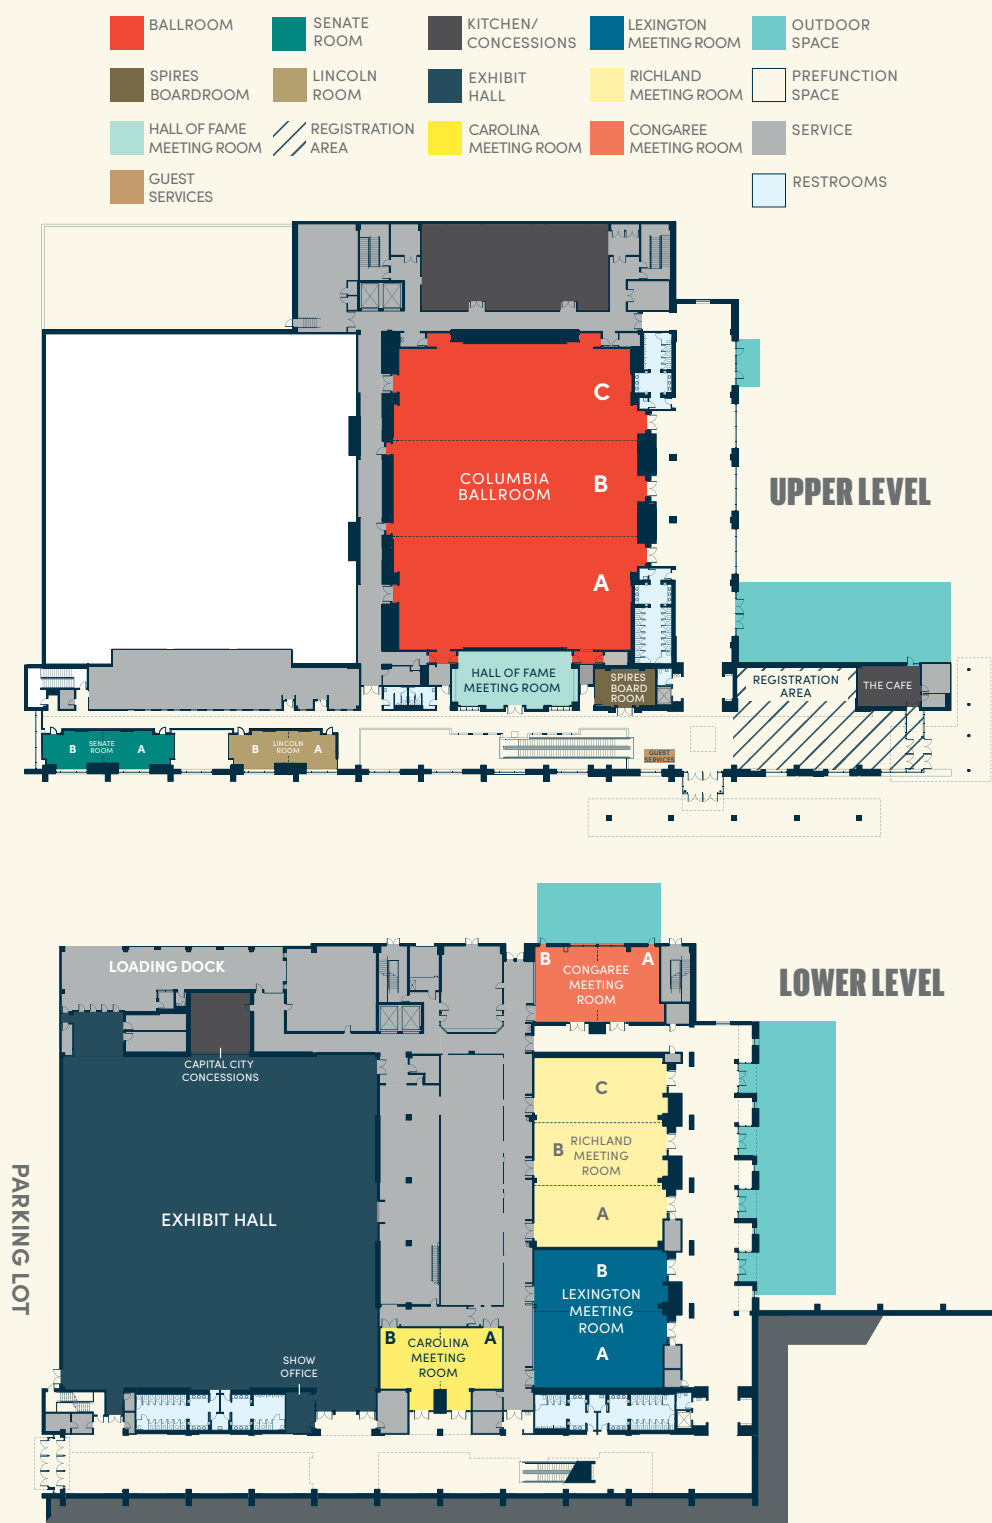 BALLROOM
SENATE
ROOM
KITCHEN/
CONCESSIONS
LEXINGTON
MEETING ROOM
OUTDOOR
SPACE
SPIRES
BOARDROOM
LINCOLN
ROOM
EXHIBIT
HALL
RICHLAND
MEETING ROOM
PREFUNCTION
SPACE
HALL OF FAME
MEETING ROOM
REGISTRATION
AREA
CAROLINA
MEETING ROOM
CONGAREE
MEETING ROOM
SERVICE
GUEST
SERVICES
RESTROOMS
C
COLUMBIA
BALLROOM
B
A
UPPER LEVEL
HALL OF FAME
MEETING ROOM
SPIRES
BOARD
ROOM
REGISTRATION
AREA
THE CAFE
B
SENATE
ROOM
A
B
LINCOLN
ROOM
A
GUEST
SERVICES
LOADING DOCK
B
A
CONGAREE
MEETING
ROOM
LOWER LEVEL
CAPITAL CITY
CONCESSIONS
C
B
RICHLAND
MEETING
ROOM
A
PARKING LOT
EXHIBIT HALL
B
LEXINGTON
MEETING
ROOM
A
B
CAROLINA
MEETING
ROOM
A
SHOW
OFFICE